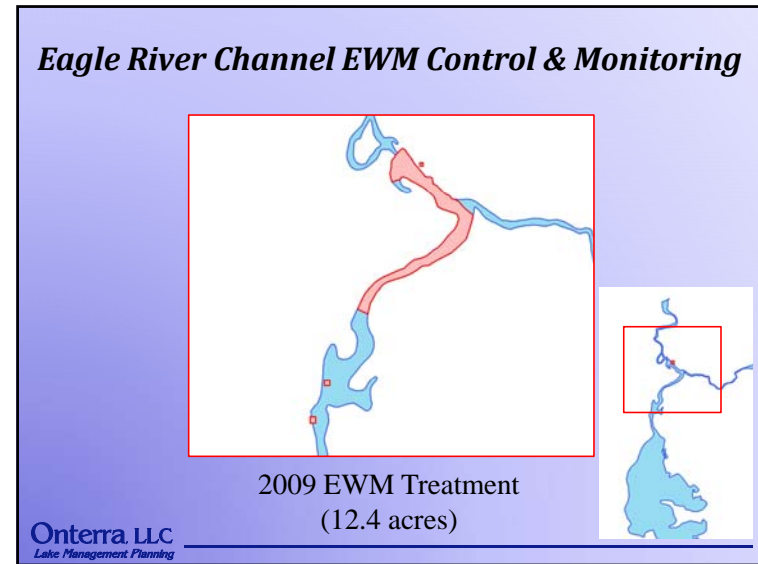 Eagle River Channel EWM Control & Monitoring
2009 EWM Treatment
(12.4 acres)
Onterra, LLC
Lake Management Planning